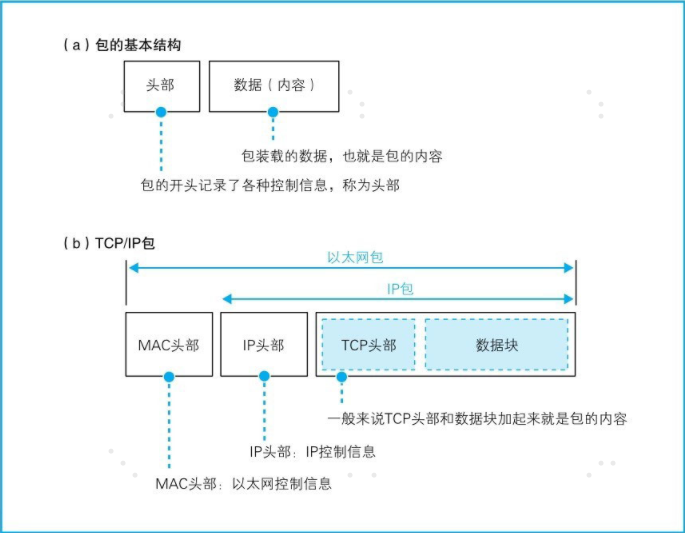 （a）包的基本结构
头部
数据（内容）
包装载的数据，也就是包的内容
包的开头记录了各种控制信息，称为头部
（b）TCP/IP包
以太网包
IP包
MAC头部
IP头部
TCP头部
数据块
一般来说TCP头部和数据块加起来就是包的内容
IP头部：IP控制信息
MAC头部：以太网控制信息